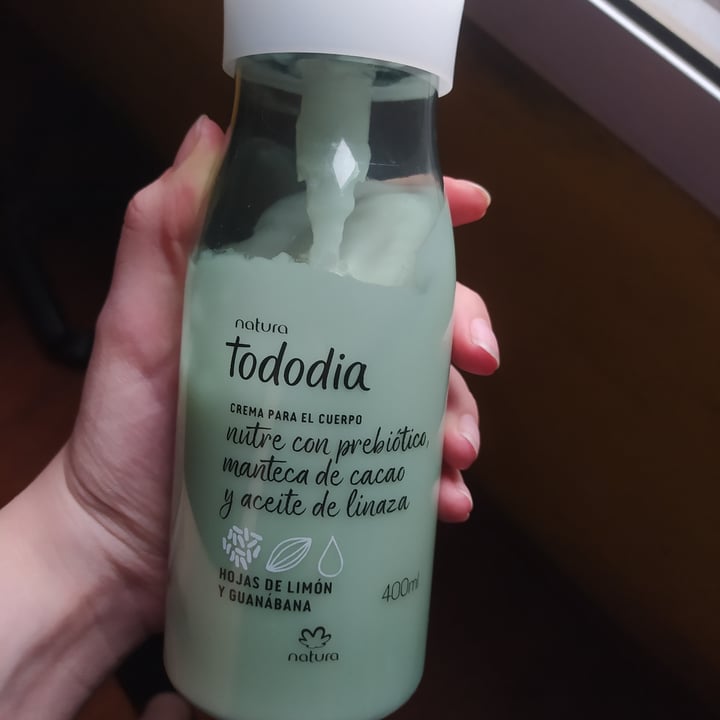 natura
tododia
CREMA PARA EL CUERPO
nutre con prebiótico,
manteca de cacao
y aceite de linaza
HOJAS DE LIMÓN
Y GUANÁBANA
400ml
natura